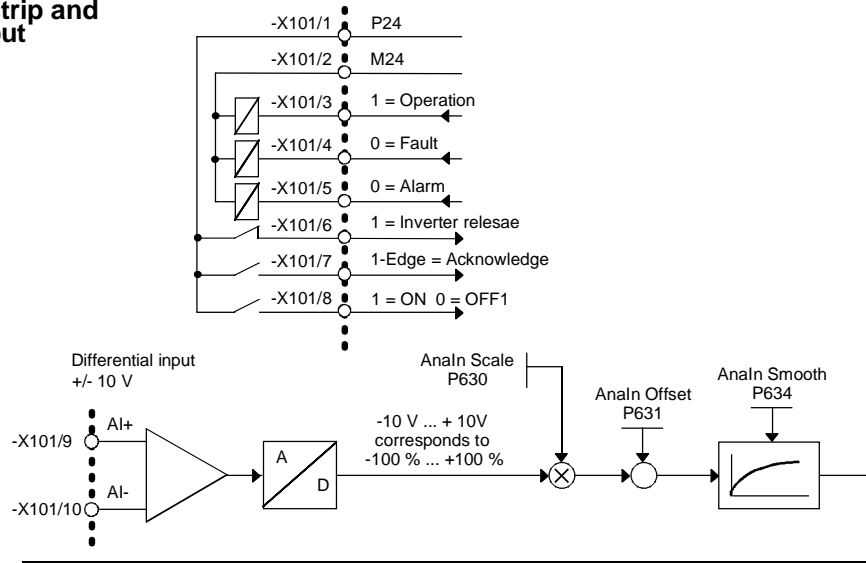 trip and
out
-X101/1 P24
-X101/2 M24
-X101/3 1 = Operation
-X101/4 0 = Fault
-X101/5 0 = Alarm
-X101/6 1 = Inverter relesae
-X101/7 1-Edge = Acknowledge
-X101/8 1 = ON 0 = OFF1
Differential input
+/- 10 V
AnaIn Scale
P630
AnaIn Offset
P631
AnaIn Smooth
P634
-X101/9
AI+
A
D
-10 V ... + 10V
corresponds to
-100 % ... +100 %
-X101/10
AI-